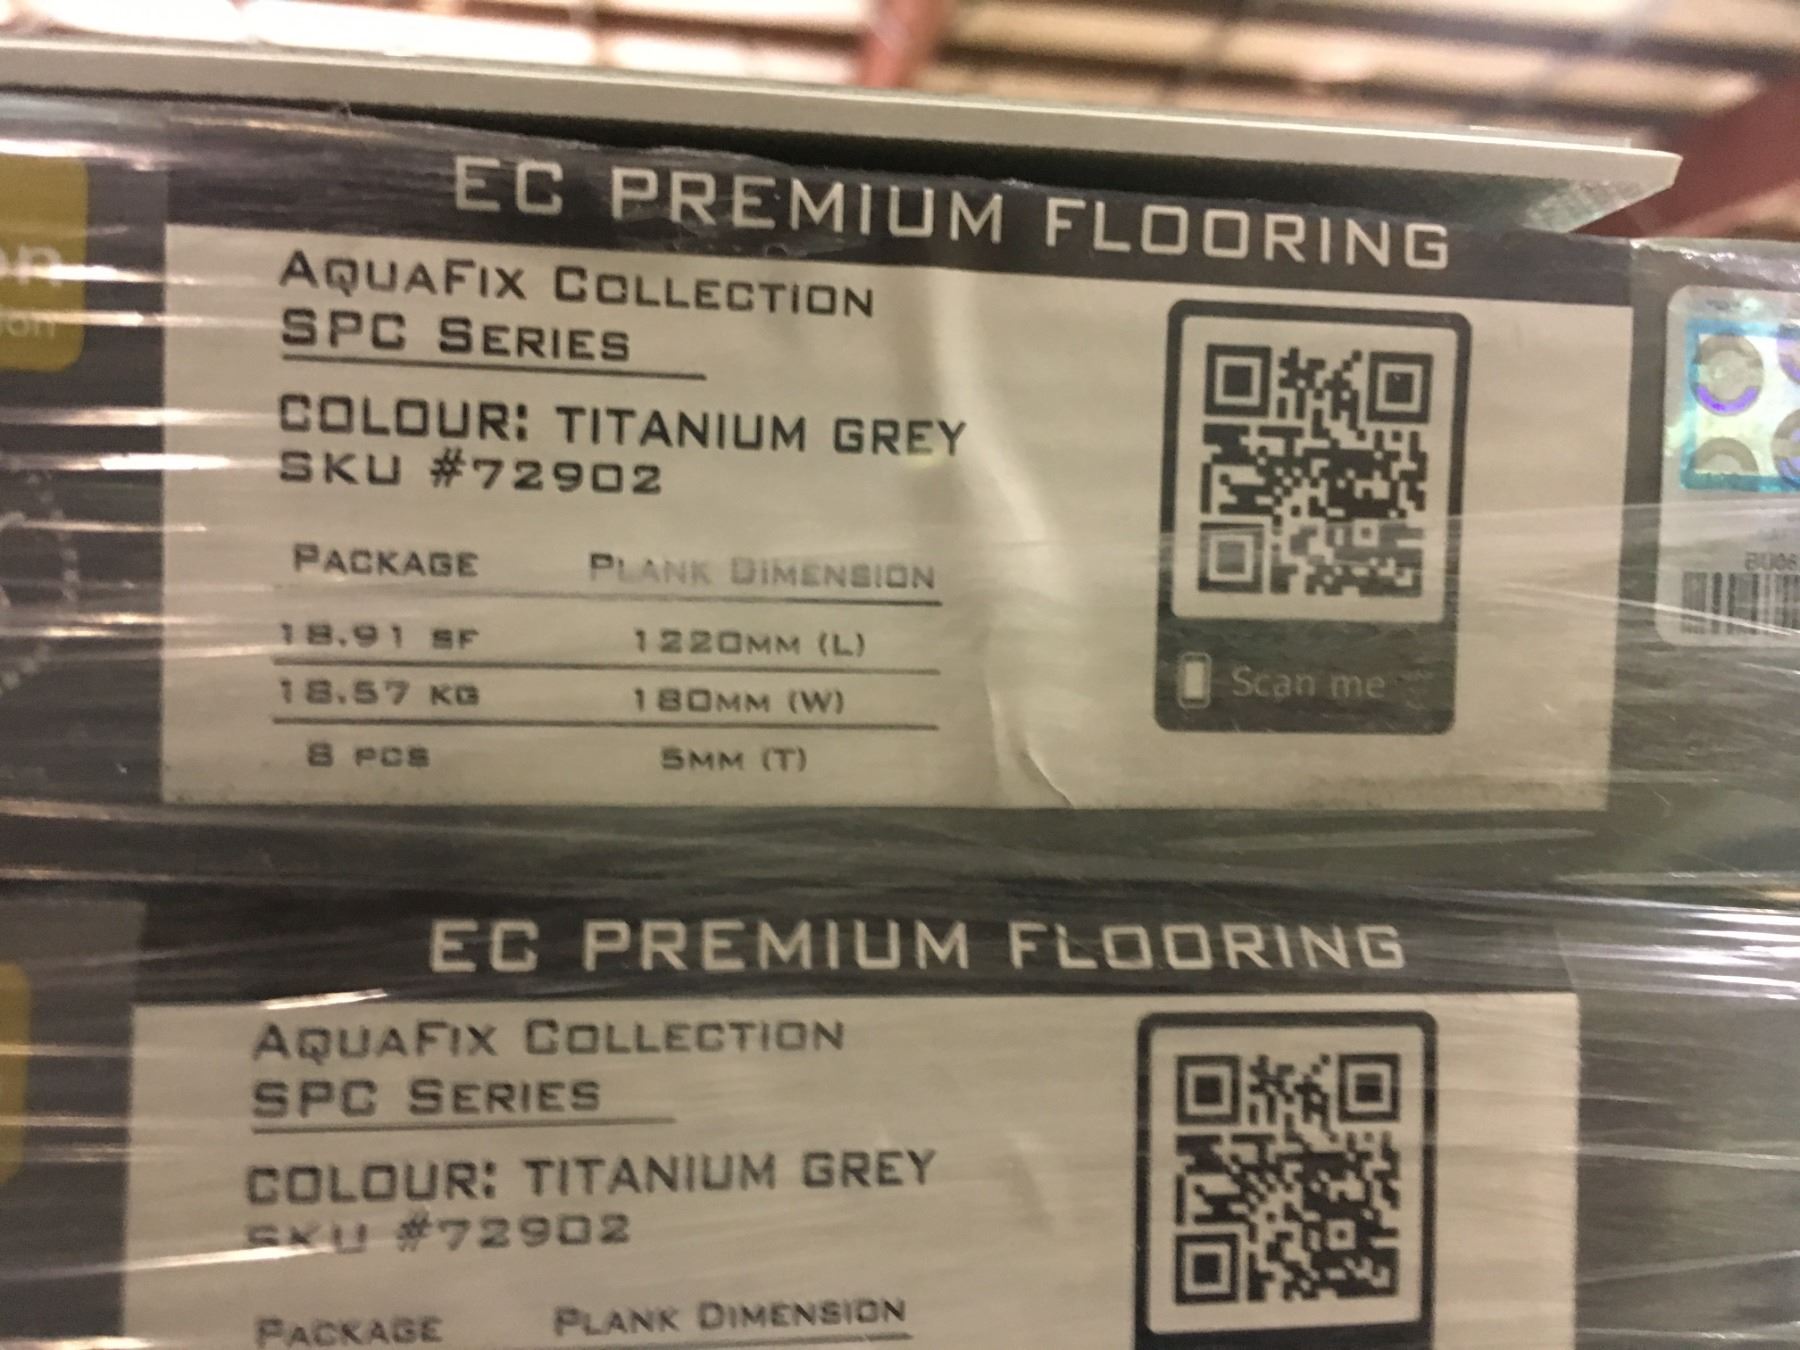 EC PREMIUM FLOORING
AQUAFIX COLLECTION
SPC SERIES
COLOUR: TITANIUM GREY
SKU #72902
PACKAGE PLANK DIMENSION
18.91 SF 1220MM (L)
18.57 KG 180MM (W)
8 PCS 5MM (T)
Scan me
EC PREMIUM FLOORING
AQUAFIX COLLECTION
SPC SERIES
COLOUR: TITANIUM GREY
SKU #72902
PACKAGE PLANK DIMENSION